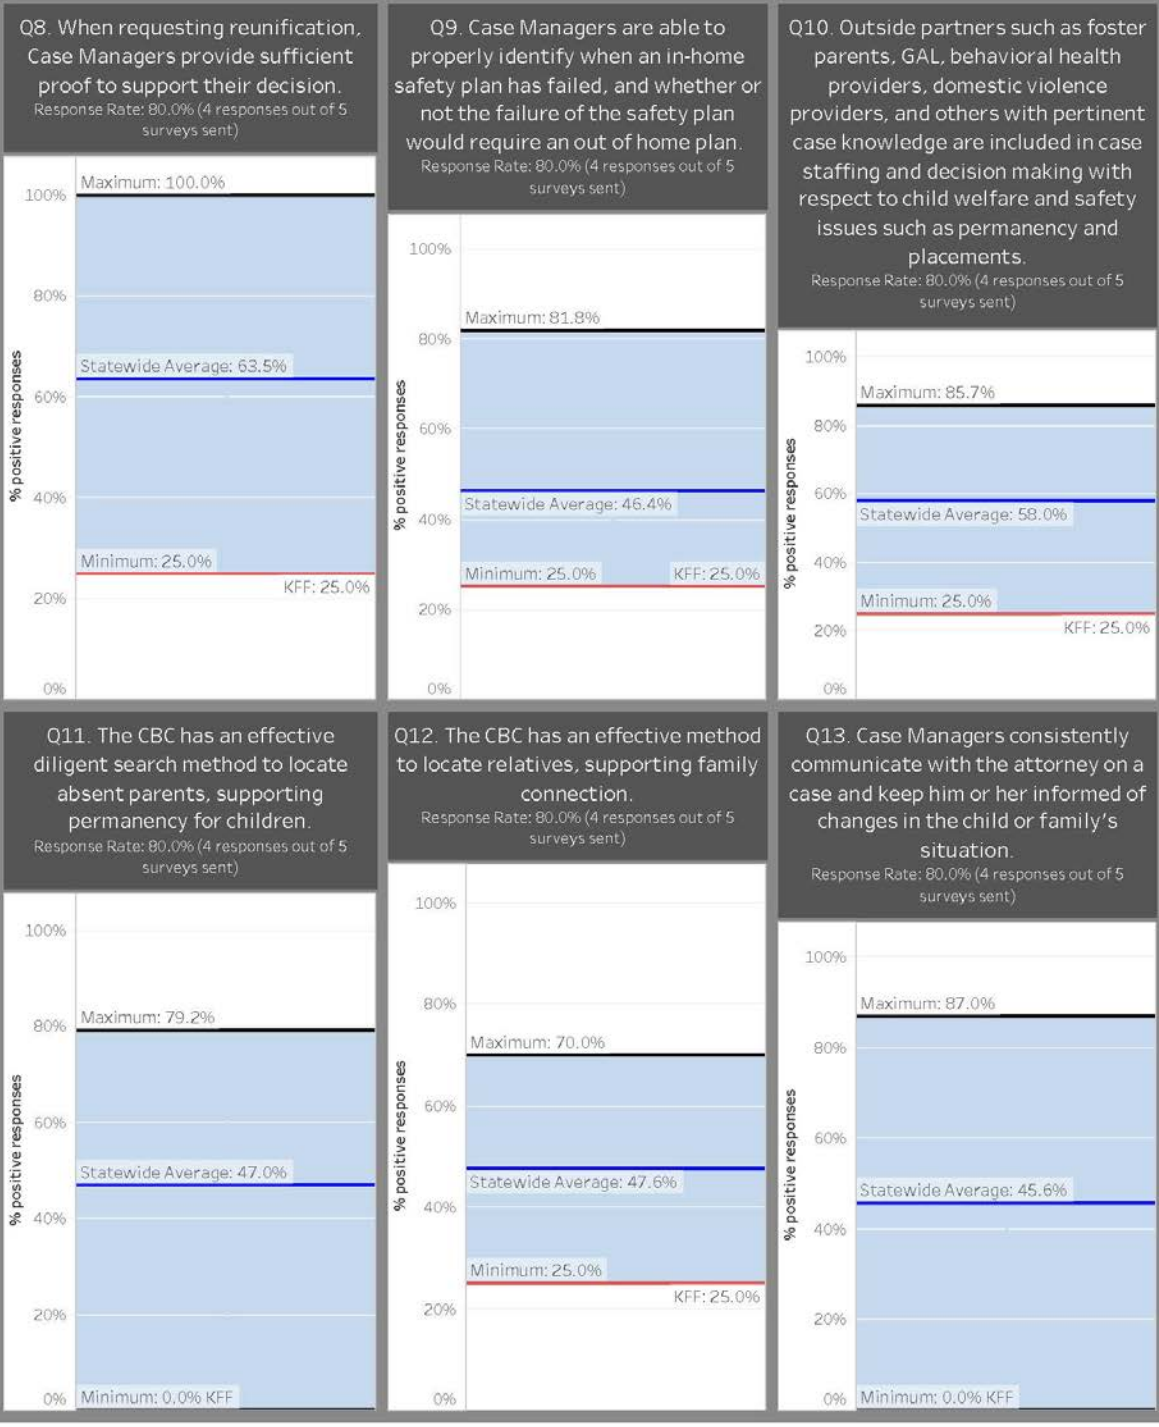 Q8. When requesting reunification,
Case Managers provide sufficient
proof to support their decision.
Response Rate: 80.0% (4 responses out of 5
surveys sent)
Maximum: 100.0%
100%
80%
Statewide Average: 63.5%
60%
40%
Minimum: 25.0%
KFF: 25.0%
20%
0%
% positive responses
Q9. Case Managers are able to
properly identify when an in-home
safety plan has failed, and whether or
not the failure of the safety plan
would require an out of home plan.
Response Rate: 80.0% (4 responses out of 5
surveys sent)
100%
Maximum: 81.8%
80%
60%
Statewide Average: 46.4%
40%
Minimum: 25.0% KFF: 25.0%
20%
0%
% positive responses
Q10. Outside partners such as foster
parents, GAL, behavioral health
providers, domestic violence
providers, and others with pertinent
case knowledge are included in case
staffing and decision making with
respect to child welfare and safety
issues such as permanency and
placements.
Response Rate: 80.0% (4 responses out of 5
surveys sent)
100%
Maximum: 85.7%
80%
60%
Statewide Average: 58.0%
40%
Minimum: 25.0%
20%
KFF: 25.0%
0%
% positive responses
Q11. The CBC has an effective
diligent search method to locate
absent parents, supporting
permanency for children.
Response Rate: 80.0% (4 responses out of 5
surveys sent)
100%
Maximum: 79.2%
80%
60%
Statewide Average: 47.0%
40%
20%
0%
Minimum: 0.0% KFF
% positive responses
Q12. The CBC has an effective method
to locate relatives, supporting family
connection.
Response Rate: 80.0% (4 responses out of 5
surveys sent)
100%
80%
Maximum: 70.0%
60%
Statewide Average: 47.6%
40%
Minimum: 25.0%
KFF: 25.0%
20%
0%
% positive responses
Q13. Case Managers consistently
communicate with the attorney on a
case and keep him or her informed of
changes in the child or family's
situation.
Response Rate: 80.0% (4 responses out of 5
surveys sent)
100%
Maximum: 87.0%
80%
60%
Statewide Average: 45.6%
40%
20%
0%
Minimum: 0.0% KFF
% positive responses